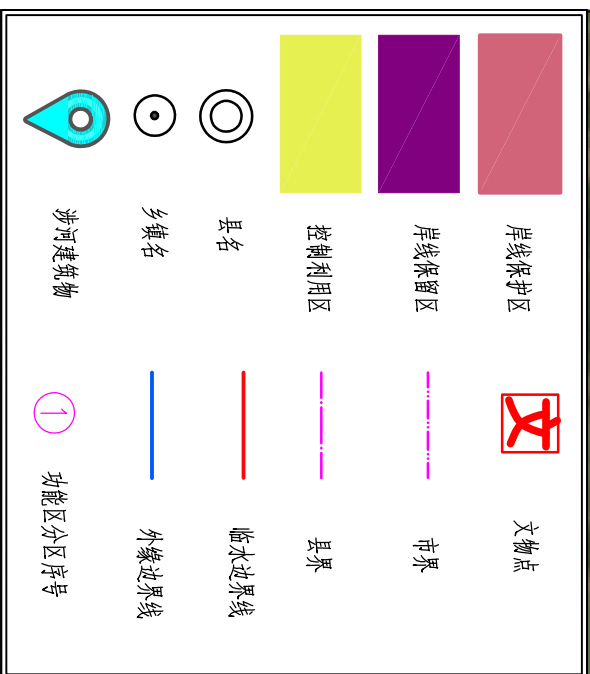 岸线保护区
文物点
岸线保留区
市界
控制利用区
县界
县名
临水边界线
乡镇名
外缘边界线
涉河建筑物
① 功能区分区序号
文